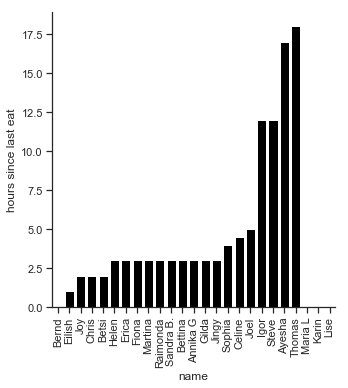 hours since last eat
17.5
15.0
12.5
10.0
7.5
5.0
2.5
0.0
Bernd
Eilish
Joy
Chris
Betsi
Helen
Erica
Fiona
Martina
Raimonda
Sandra B.
Bettina
Annika G
Gilda
Jingy
Sophia
Celine
Joel
Igor
Steve
Ayesha
Thomas
Maria L
Karin
Lise
name